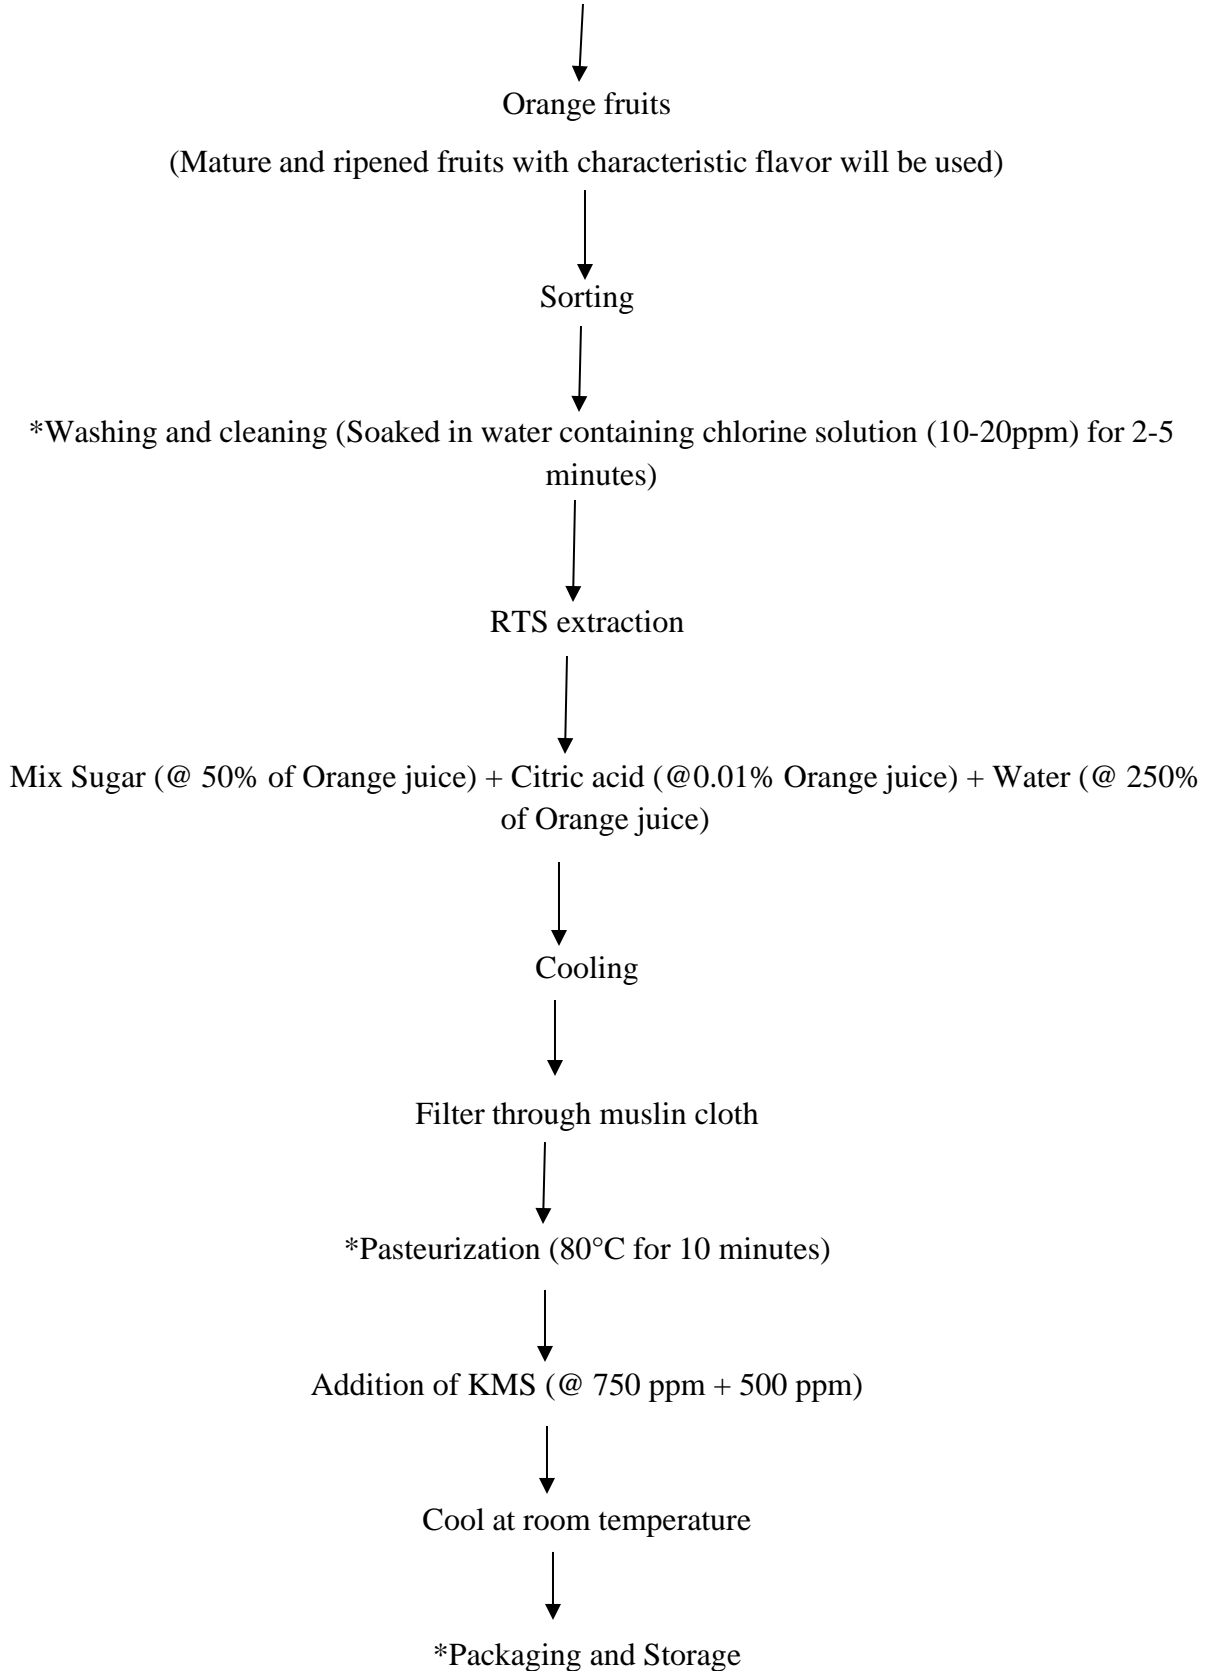 Orange fruits
(Mature and ripened fruits with characteristic flavor will be used)
Sorting
*Washing and cleaning (Soaked in water containing chlorine solution (10-20ppm) for 2-5
minutes)
RTS extraction
Mix Sugar (@ 50% of Orange juice) + Citric acid (@0.01% Orange juice) + Water (@ 250%
of Orange juice)
Cooling
Filter through muslin cloth
*Pasteurization (80°C for 10 minutes)
Addition of KMS (@ 750 ppm + 500 ppm)
Cool at room temperature
*Packaging and Storage